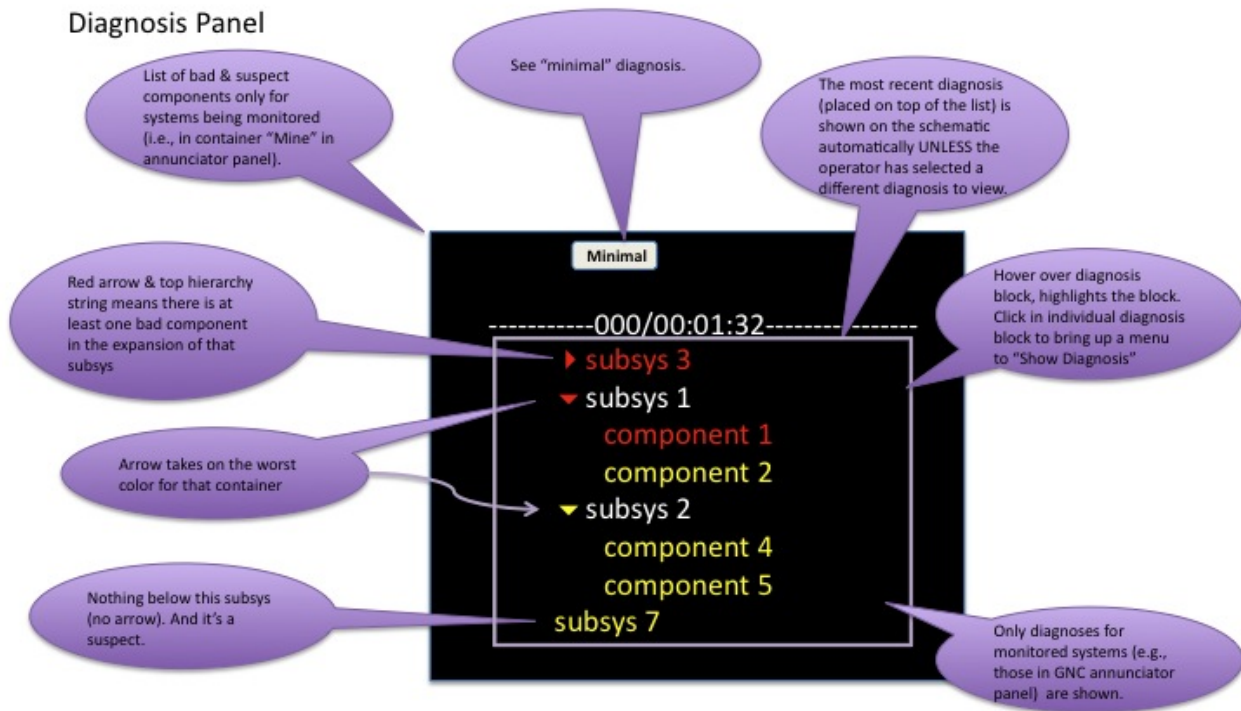 Diagnosis Panel
List of bad & suspect
components only for
systems being monitored
(i.e., in container “Mine” in
annunciator panel).
See “minimal” diagnosis.
The most recent diagnosis
(placed on top of the list) is
shown on the schematic
automatically UNLESS the
operator has selected a
different diagnosis to view.
Minimal
Red arrow & top hierarchy
string means there is at
least one bad component
in the expansion of that
subsys
Hover over diagnosis
block, highlights the block.
Click in individual diagnosis
block to bring up a menu
to “Show Diagnosis”
-----------000/00:01:32----------------
subsys 3
subsys 1
component 1
component 2
subsys 2
component 4
component 5
subsys 7
Arrow takes on the worst
color for that container
Nothing below this subsys
(no arrow). And it’s a
suspect.
Only diagnoses for
monitored systems (e.g.,
those in GNC annunciator
panel) are shown.